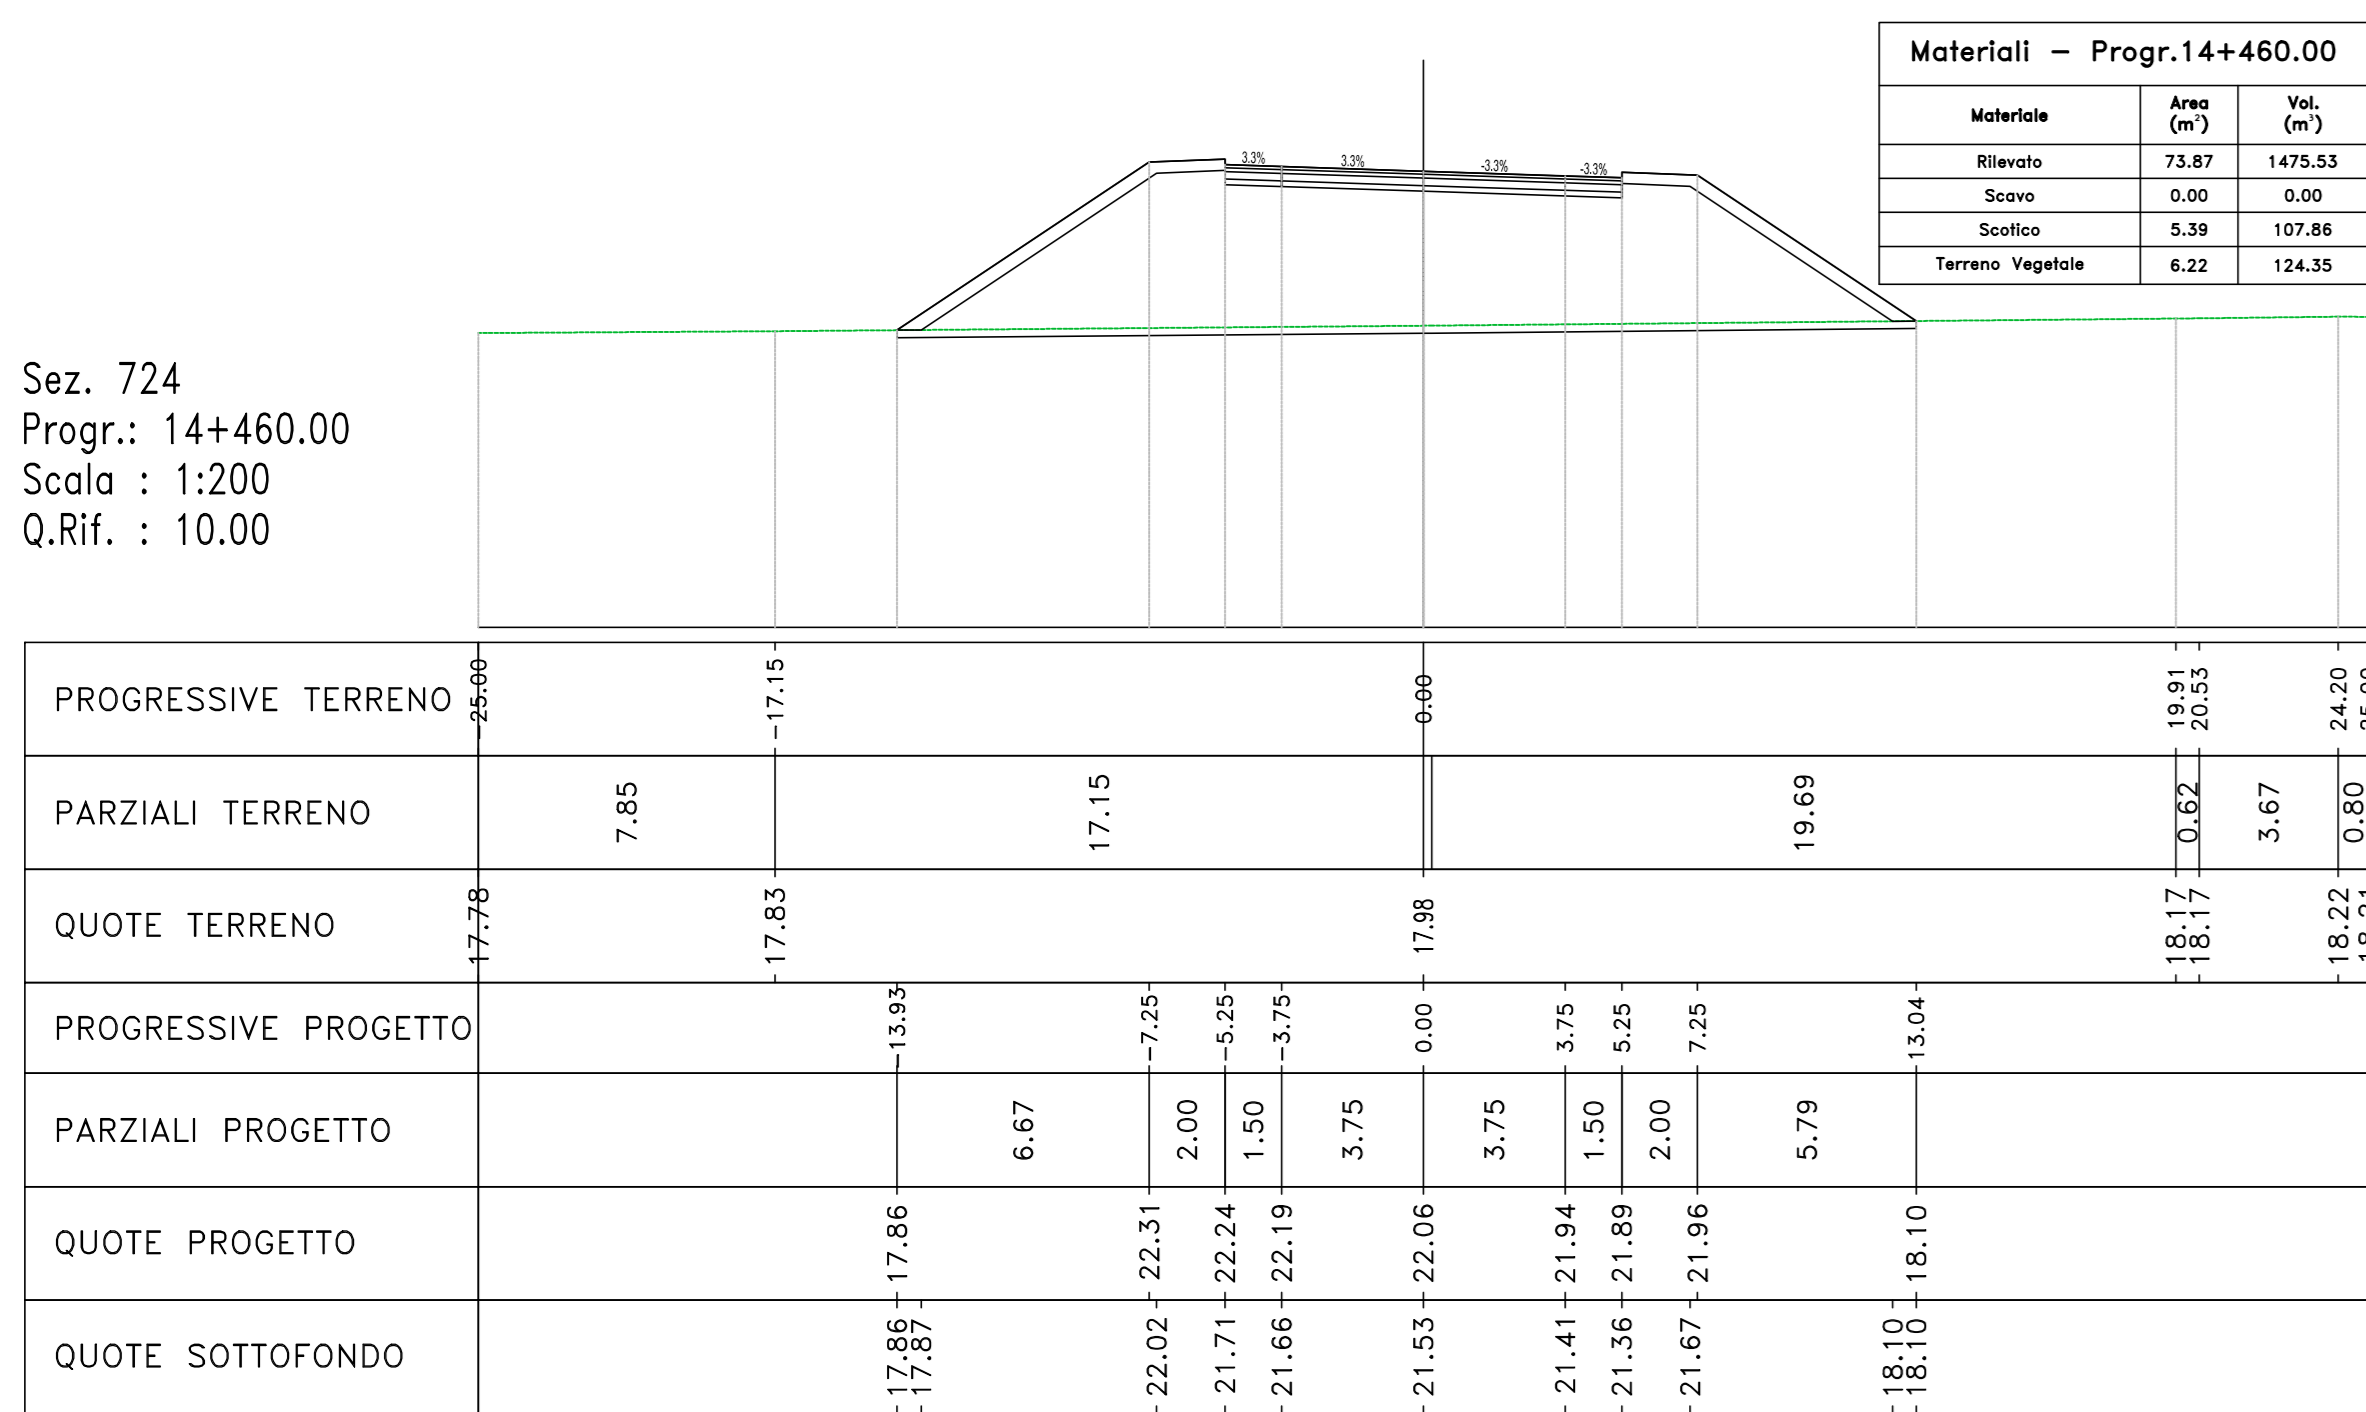 Materiali – Progr.14+460.00
Materiale Area (m²) Vol. (m³)
Rilevato 73.87 1475.53
Scavo 0.00 0.00
Scotico 5.39 107.86
Terreno Vegetale 6.22 124.35
3.3% 3.3% -3.3% -3.3%
Sez. 724
Progr.: 14+460.00
Scala : 1:200
Q.Rif. : 10.00
PROGRESSIVE TERRENO -25.00 -17.15 0.00 19.91 20.53 24.20
PARZIALI TERRENO 7.85 17.15 19.69 0.62 3.67 0.80
QUOTE TERRENO 17.78 17.83 17.98 18.17 18.17 18.22
PROGRESSIVE PROGETTO -13.93 -7.25 -5.25 -3.75 0.00 3.75 5.25 7.25 13.04
PARZIALI PROGETTO 6.67 2.00 1.50 3.75 3.75 1.50 2.00 5.79
QUOTE PROGETTO 17.86 22.31 22.24 22.19 22.06 21.94 21.89 21.96 18.10
QUOTE SOTTOFONDO 17.86 17.87 22.02 21.71 21.66 21.53 21.41 21.36 21.67 18.10 18.10